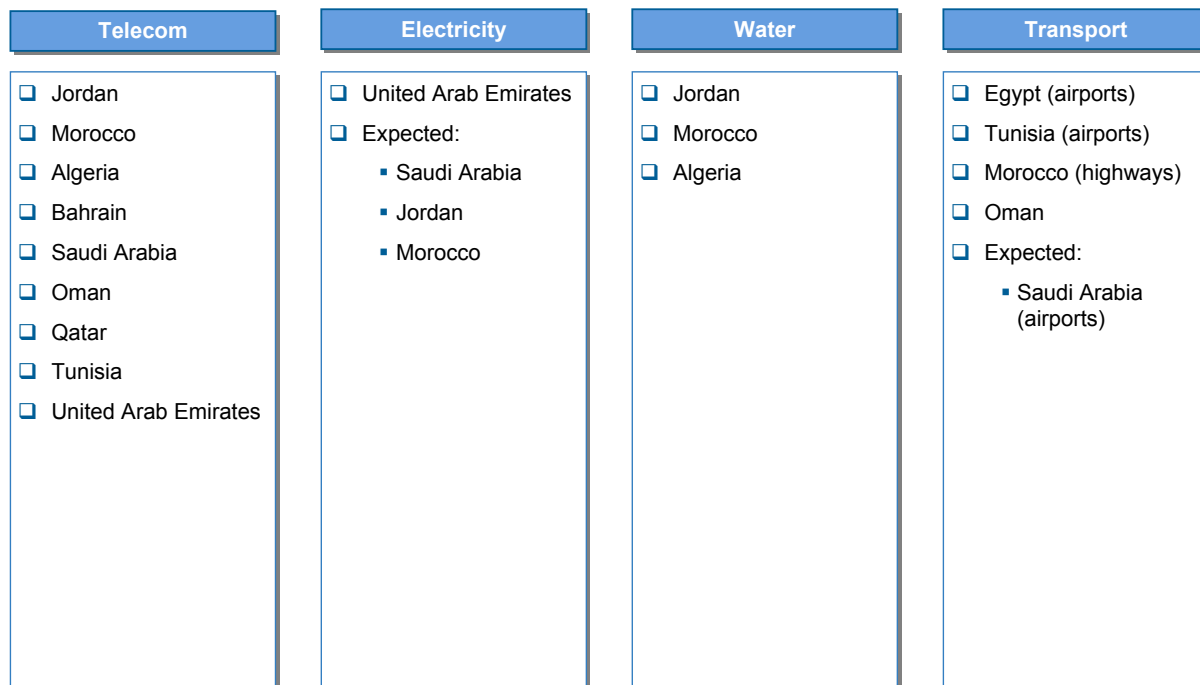 Telecom
Jordan
Morocco
Algeria
Bahrain
Saudi Arabia
Oman
Qatar
Tunisia
United Arab Emirates
Electricity
United Arab Emirates
Expected:
Saudi Arabia
Jordan
Morocco
Water
Jordan
Morocco
Algeria
Transport
Egypt (airports)
Tunisia (airports)
Morocco (highways)
Oman
Expected:
Saudi Arabia
(airports)